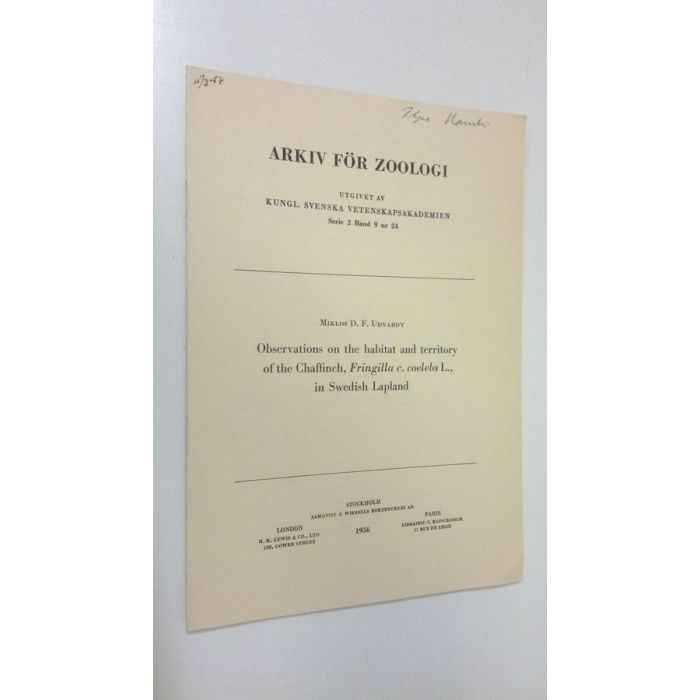 ARKIV FÖR ZOOLOGI
UTGIVET AV
KUNGL. SVENSKA VETENSKAPSAKADEMIEN
Serie 2 Band 9 nr 24
MIKLOS D. F. UDVARDY
Observations on the habitat and territory
of the Chaffinch, Fringilla c. coelebs L.,
in Swedish Lapland
STOCKHOLM
ALMQVIST & WIKSELLS BOKTRYCKERI AB
LONDON
H. K. LEWIS & CO., LTD
136, GOWER STREET
1956
PARIS
LIBRAIRIE C. KLINCKSIECK
11 RUE DE LILLE